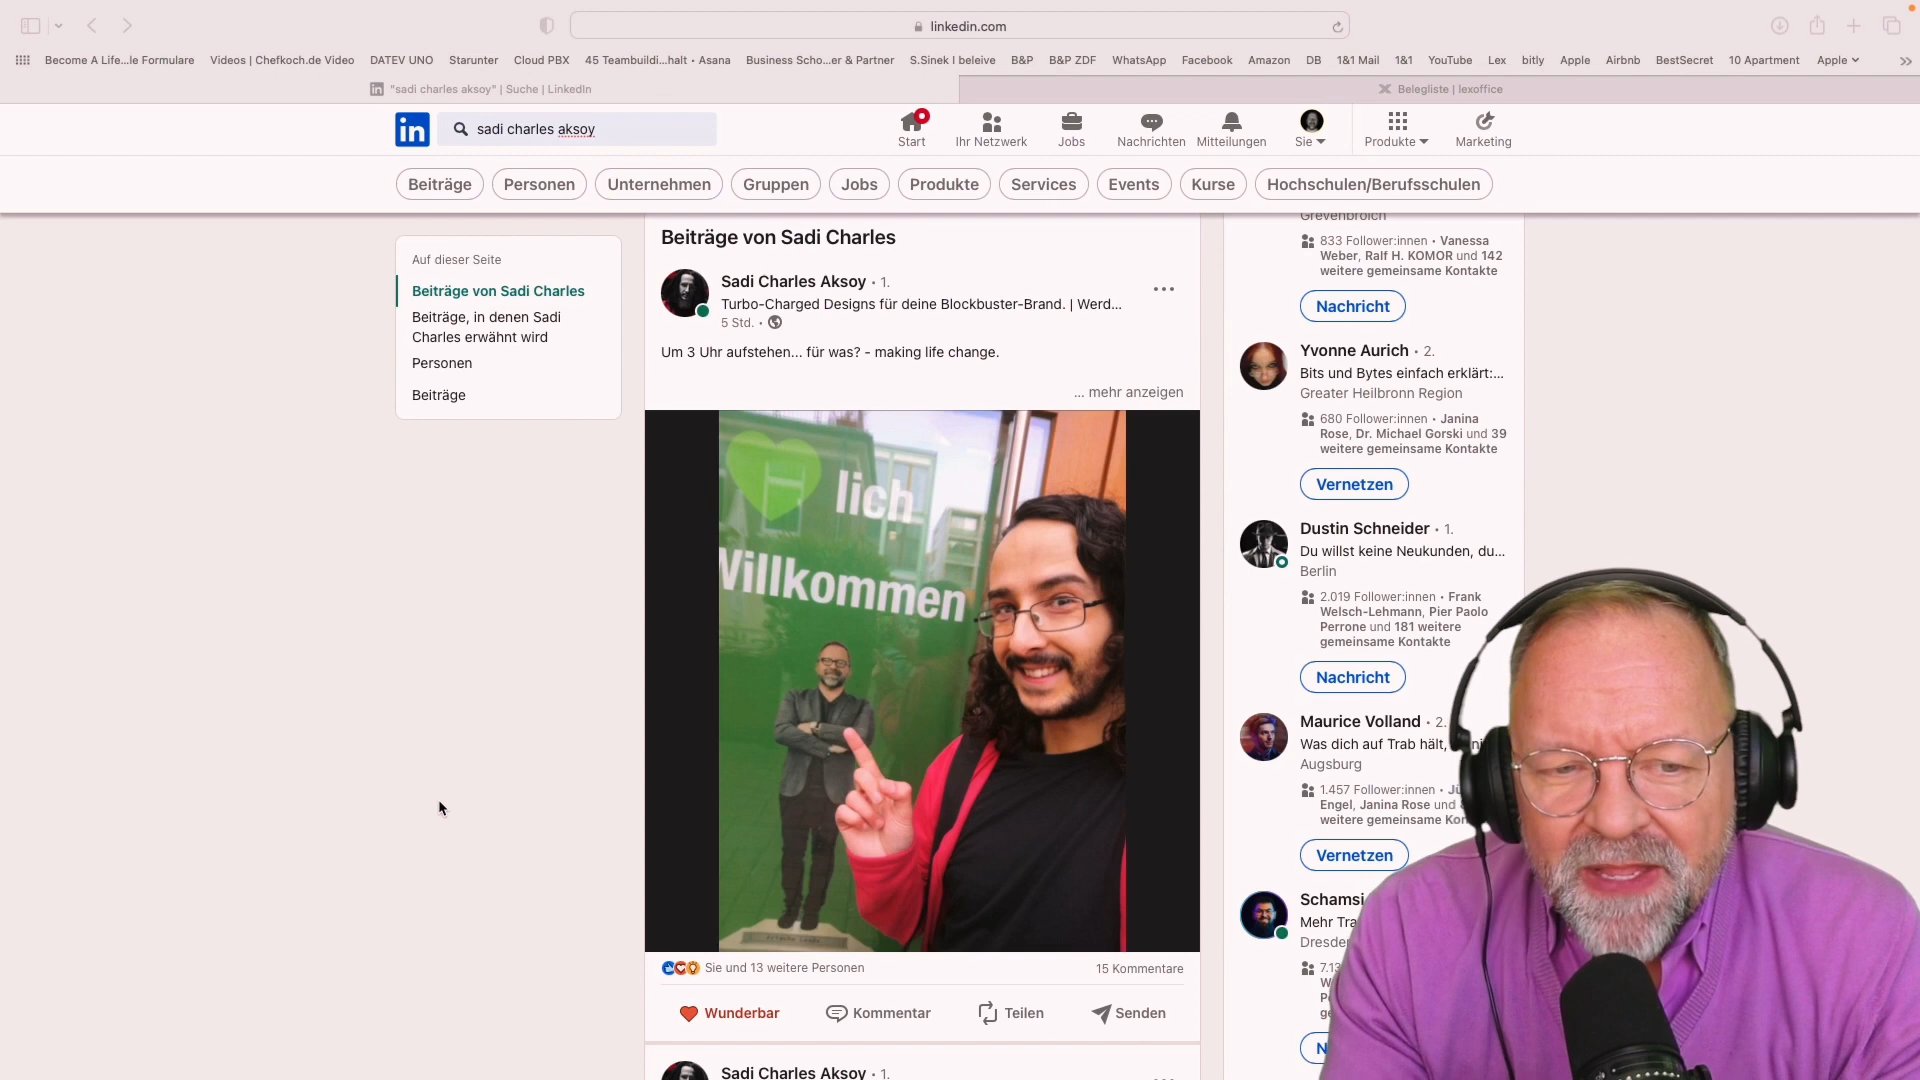 linkedin.com
Become A Life...le Formulare
Videos | Chefkoch.de Video
DATEV UNO
Starunter
Cloud PBX
45 Teambuildi...halt • Asana
Business Scho...er & Partner
S.Sinek I beleive
B&P
B&P ZDF
WhatsApp
Facebook
Amazon
DB
1&1 Mail
1&1
YouTube
Lex
bitly
Apple
Airbnb
BestSecret
10 Apartment
Apple
"sadi charles aksoy" | Suche | LinkedIn
Belegliste | lexoffice
in
sadi charles aksoy
Start
Ihr Netzwerk
Jobs
Nachrichten
Mitteilungen
Sie
Produkte
Marketing
Beiträge
Personen
Unternehmen
Gruppen
Jobs
Produkte
Services
Events
Kurse
Hochschulen/Berufsschulen
Auf dieser Seite
Beiträge von Sadi Charles
Beiträge, in denen Sadi
Charles erwähnt wird
Personen
Beiträge
Beiträge von Sadi Charles
Sadi Charles Aksoy • 1.
Turbo-Charged Designs für deine Blockbuster-Brand. | Werd...
5 Std. •
Um 3 Uhr aufstehen... für was? - making life change.
... mehr anzeigen
lich
Willkommen
Sie und 13 weitere Personen
15 Kommentare
Wunderbar
Kommentar
Teilen
Senden
Sadi Charles Aksoy • 1.
Grevenbroich
833 Follower:innen • Vanessa
Weber, Ralf H. KOMOR und 142
weitere gemeinsame Kontakte
Nachricht
Yvonne Aurich • 2.
Bits und Bytes einfach erklärt:...
Greater Heilbronn Region
680 Follower:innen • Janina
Rose, Dr. Michael Gorski und 39
weitere gemeinsame Kontakte
Vernetzen
Dustin Schneider • 1.
Du willst keine Neukunden, du...
Berlin
2.019 Follower:innen • Frank
Welsch-Lehmann, Pier Paolo
Perrone und 181 weitere
gemeinsame Kontakte
Nachricht
Maurice Volland • 2.
Was dich auf Trab hält,
Augsburg
1.457 Follower:innen •
Engel, Janina Rose und
weitere gemeinsame
Vernetzen
Schamsi
Mehr